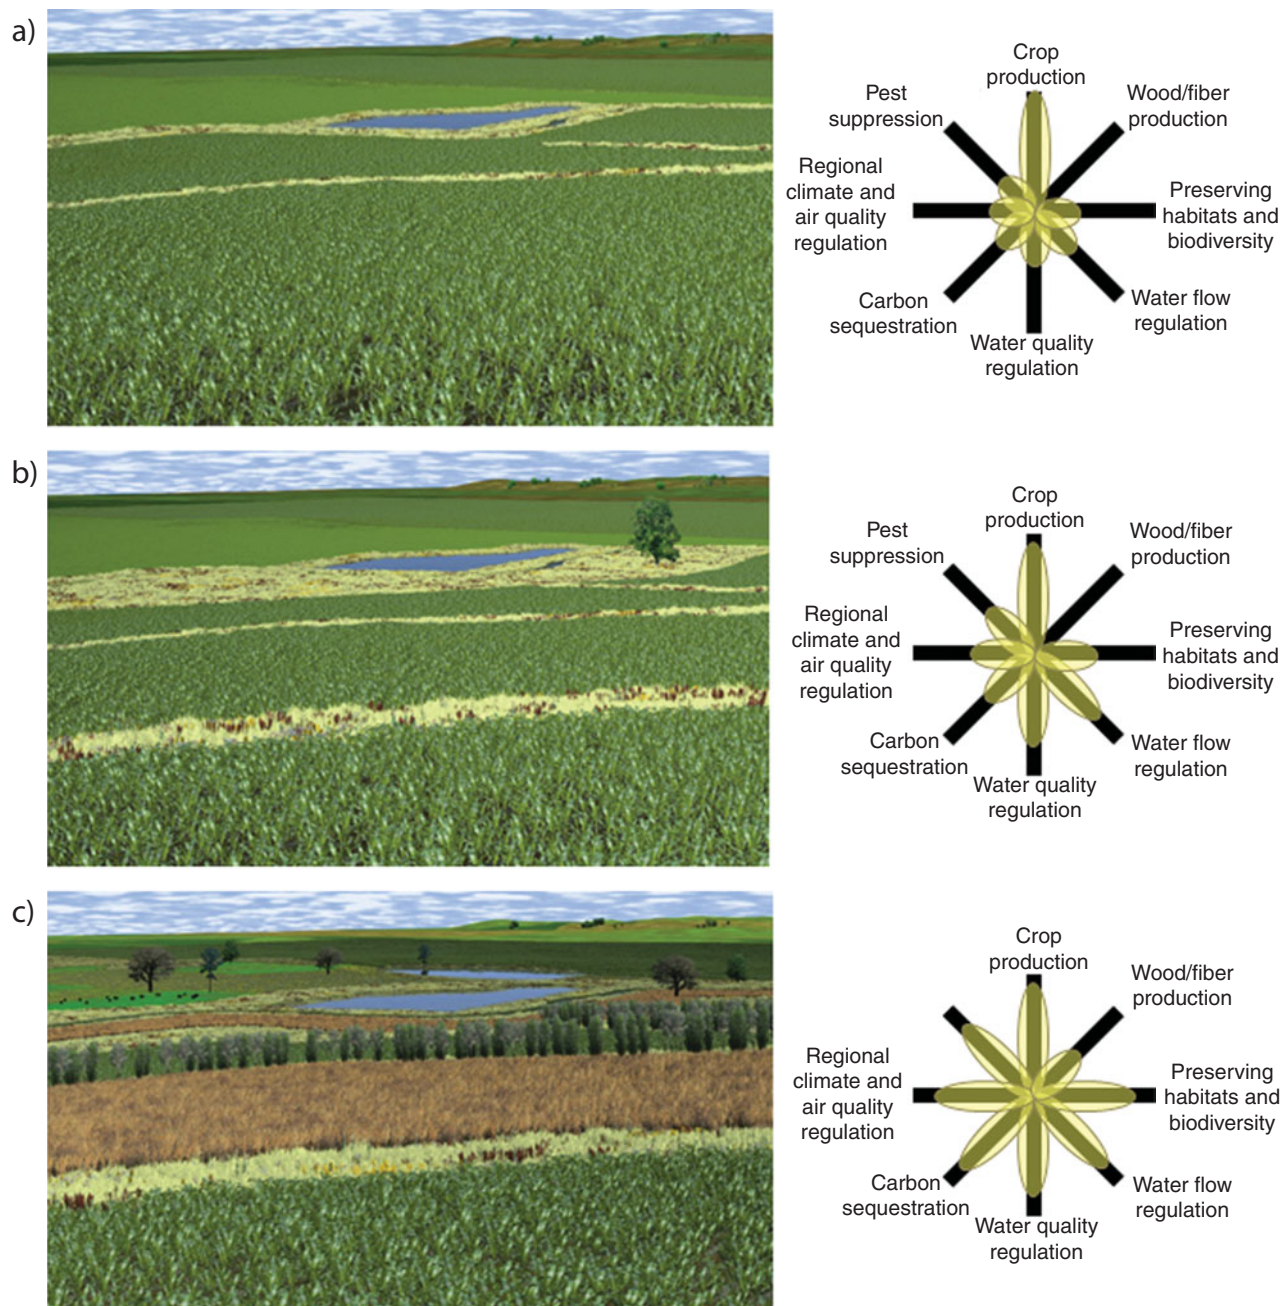 a)
Crop
production
Pest
suppression
Wood/fiber
production
Regional
climate and
air quality
regulation
Preserving
habitats and
biodiversity
Carbon
sequestration
Water flow
regulation
Water quality
regulation
b)
Crop
production
Pest
suppression
Wood/fiber
production
Regional
climate and
air quality
regulation
Preserving
habitats and
biodiversity
Carbon
sequestration
Water flow
regulation
Water quality
regulation
c)
Crop
production
Wood/fiber
production
Regional
climate and
air quality
regulation
Preserving
habitats and
biodiversity
Carbon
sequestration
Water flow
regulation
Water quality
regulation